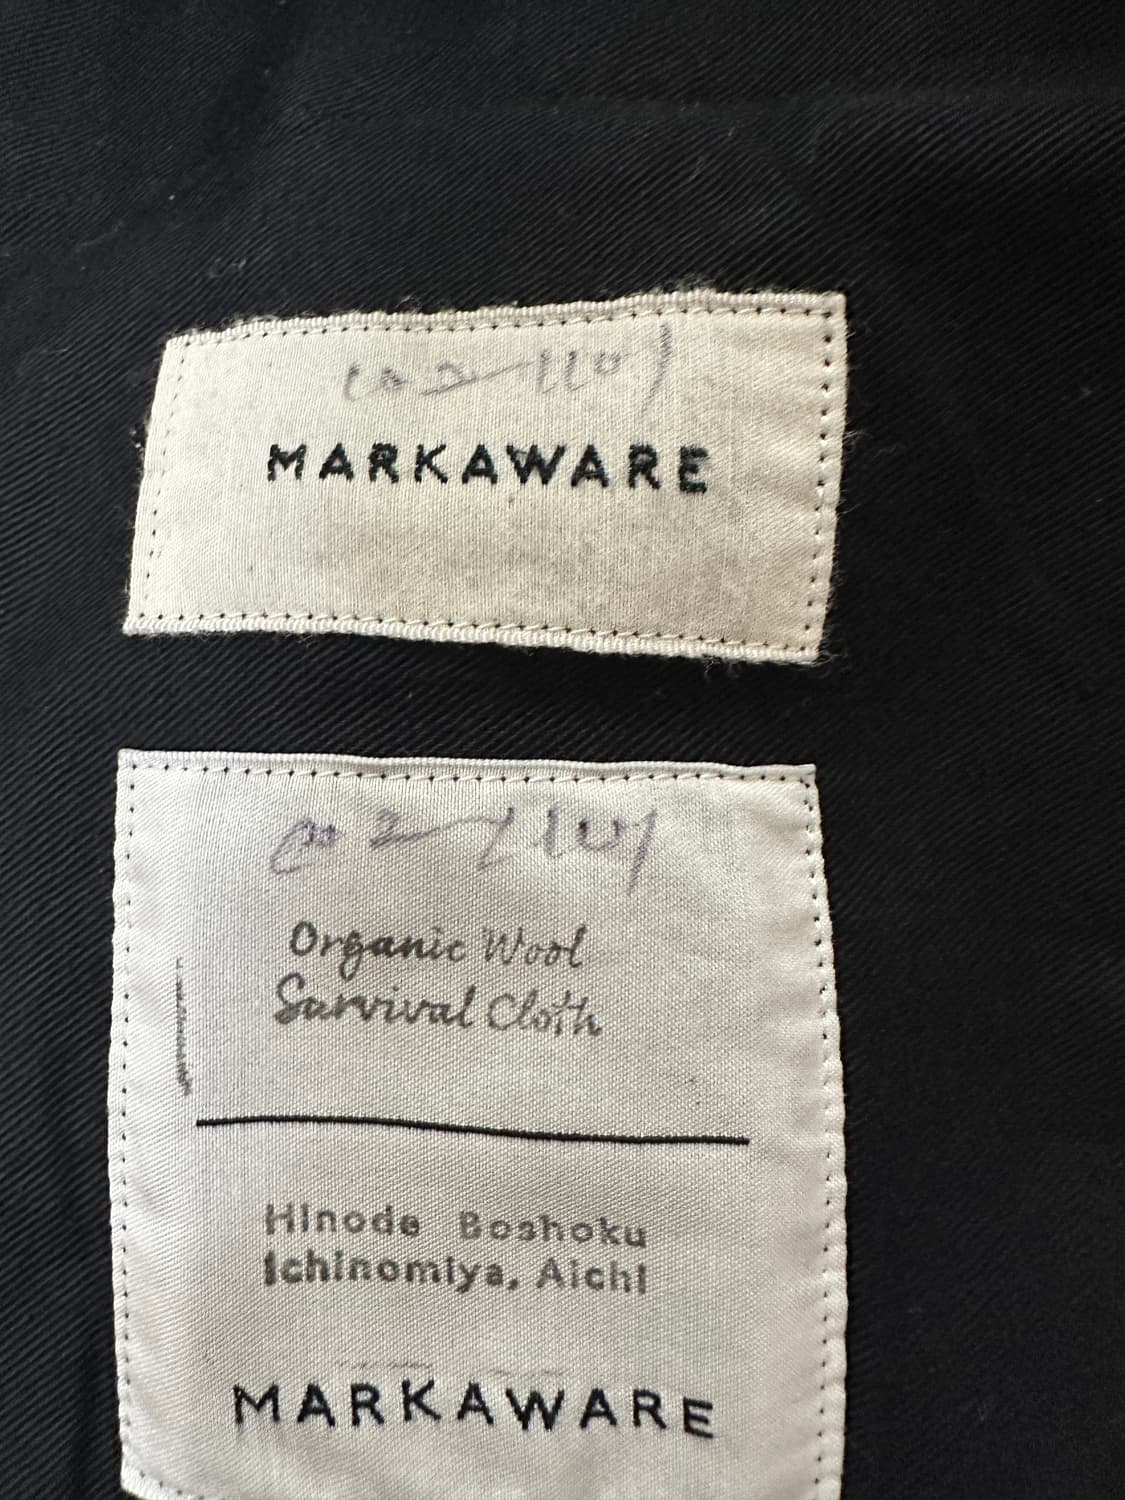 MARKAWARE
Organic Wool
Survival Cloth
Hinode Boshoku
Ichinomiya, Aichi
MARKAWARE